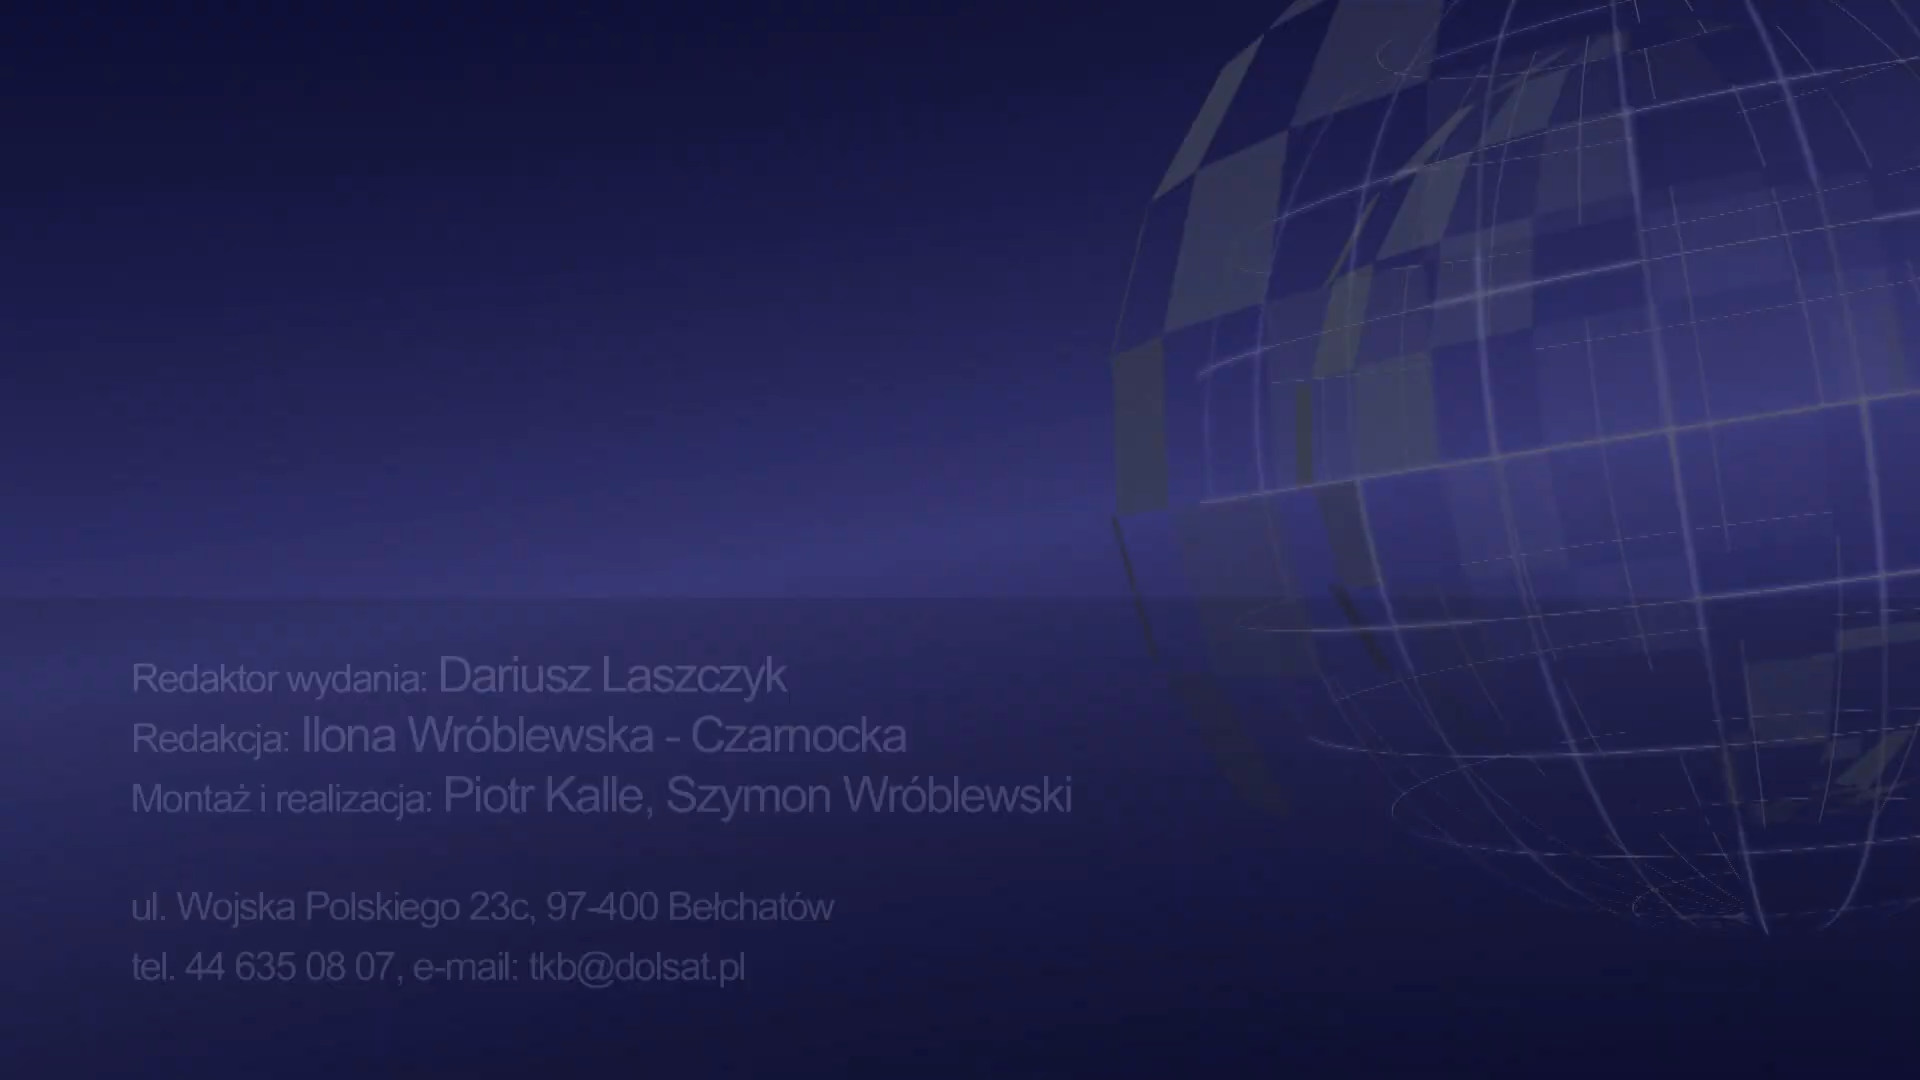 Redaktor wydania: Dariusz Laszczyk
Redakcja: Ilona Wróblewska - Czarnocka
Montaż i realizacja: Piotr Kalle, Szymon Wróblewski
ul. Wojska Polskiego 23c, 97-400 Bełchatów
tel. 44 635 08 07, e-mail: tkb@dolsat.pl